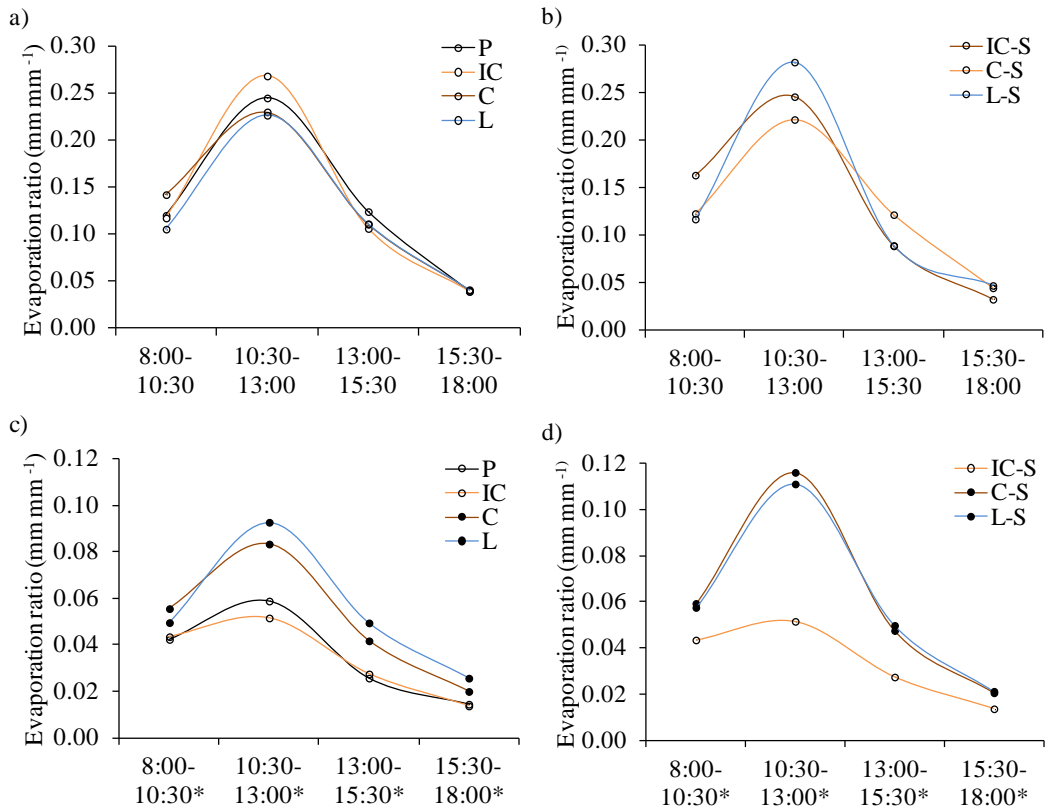 a)
Evaporation ratio (mm mm⁻¹)
0.30
0.25
0.20
0.15
0.10
0.05
0.00
P
IC
C
L
8:00-
10:30
10:30-
13:00
13:00-
15:30
15:30-
18:00
b)
Evaporation ratio (mm mm⁻¹⁾
0.30
0.25
0.20
0.15
0.10
0.05
0.00
IC-S
C-S
L-S
8:00-
10:30
10:30-
13:00
13:00-
15:30
15:30-
18:00
c)
Evaporation ratio (mm mm⁻¹)
0.12
0.10
0.08
0.06
0.04
0.02
0.00
P
IC
C
L
8:00-
10:30*
10:30-
13:00*
13:00-
15:30*
15:30-
18:00*
d)
Evaporation ratio (mm mm⁻¹⁾
0.12
0.10
0.08
0.06
0.04
0.02
0.00
IC-S
C-S
L-S
8:00-
10:30*
10:30-
13:00*
13:00-
15:30*
15:30-
18:00*